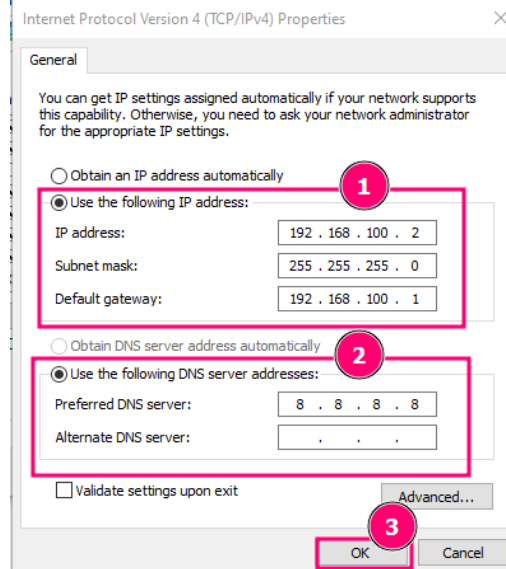 Internet Protocol Version 4 (TCP/IPv4) Properties
General
You can get IP settings assigned automatically if your network supports
this capability. Otherwise, you need to ask your network administrator
for the appropriate IP settings.
Obtain an IP address automatically
1
Use the following IP address:
IP address: 192 . 168 . 100 . 2
Subnet mask: 255 . 255 . 255 . 0
Default gateway: 192 . 168 . 100 . 1
Obtain DNS server address automatically
2
Use the following DNS server addresses:
Preferred DNS server: 8 . 8 . 8 . 8
Alternate DNS server: . . .
Validate settings upon exit
Advanced...
3
OK Cancel